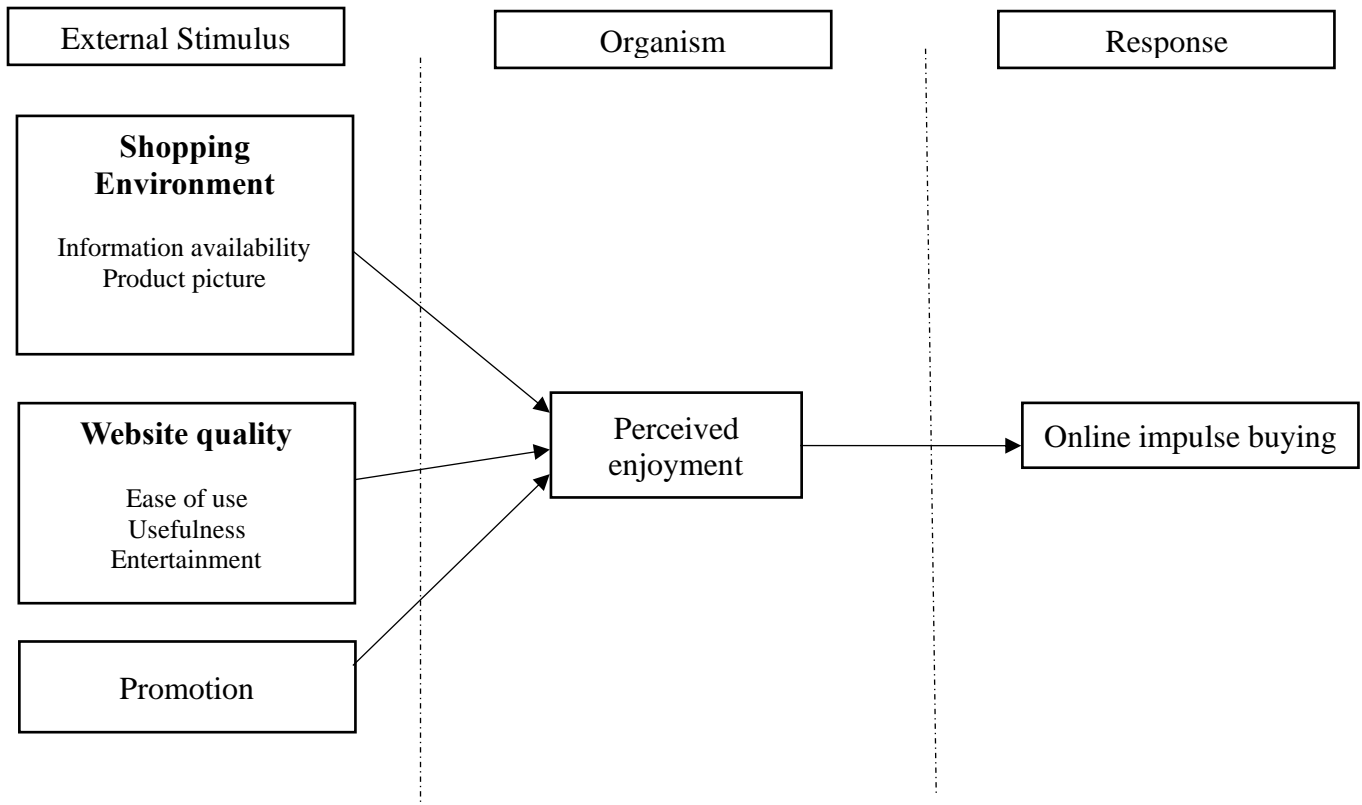 External Stimulus
Organism
Response
Shopping
Environment
Information availability
Product picture
Website quality
Ease of use
Usefulness
Entertainment
Promotion
Perceived
enjoyment
Online impulse buying